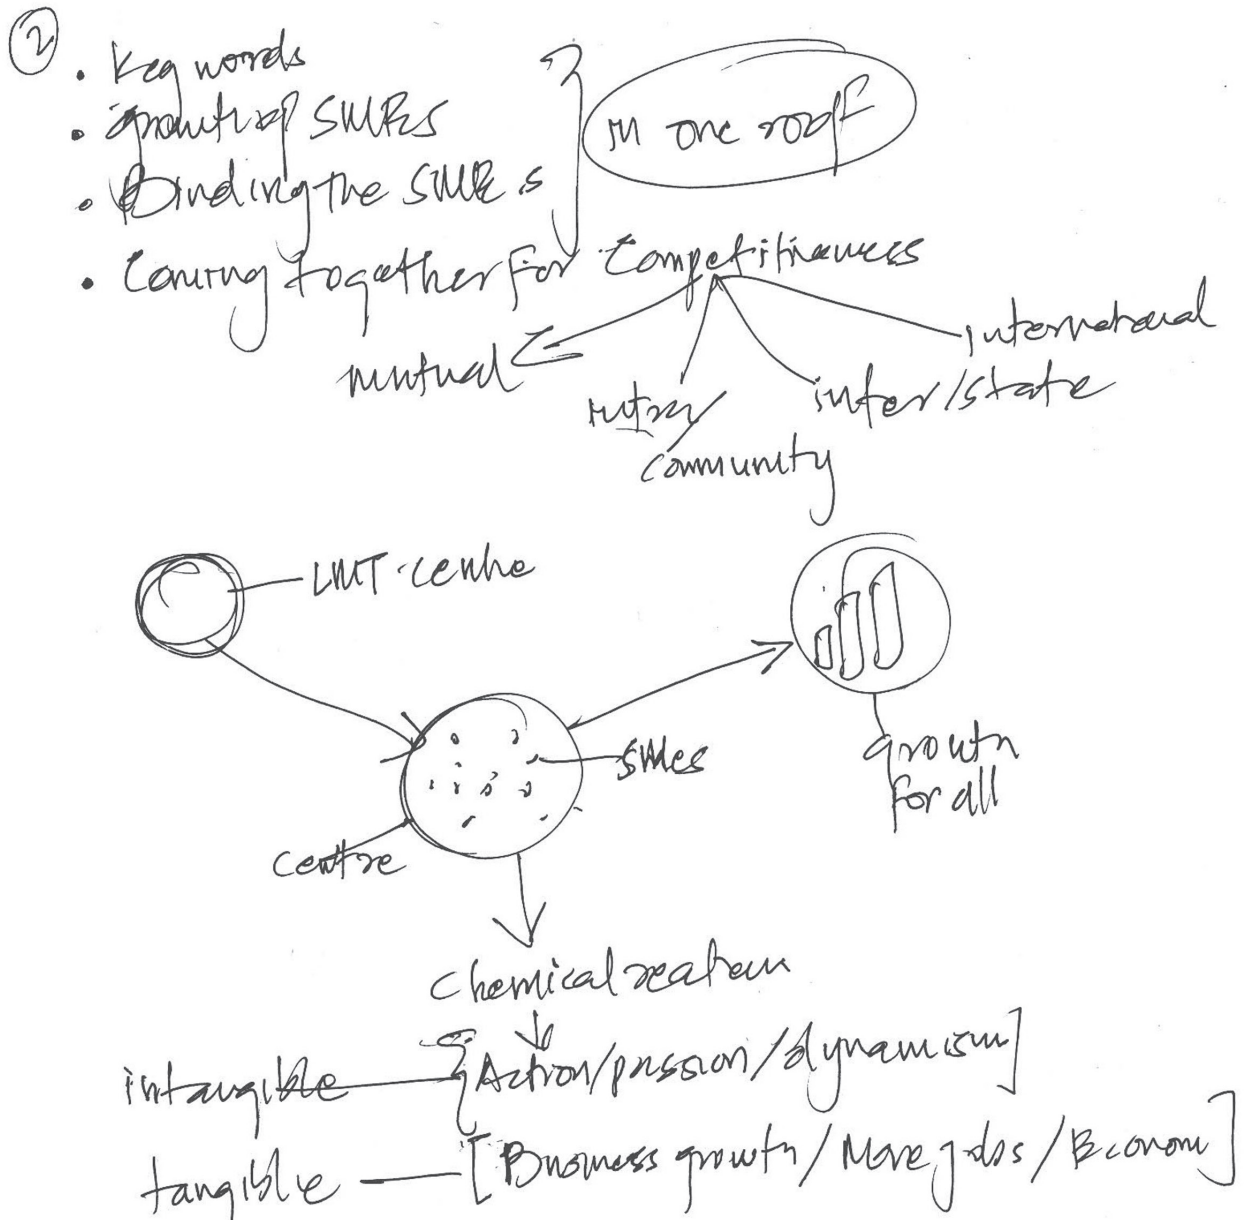 2
. Key words
. growth of SMEs
. Binding the SMEs
in one roof
. Coming together for Competitiveness
mutual
intra/
community
inter/state
international
LMT-centre
SMEs
centre
growth
for all
Chemical reaction
intangible — { Action/passion/dynamism ]
tangible — [ Business growth / More jobs / Econom ]